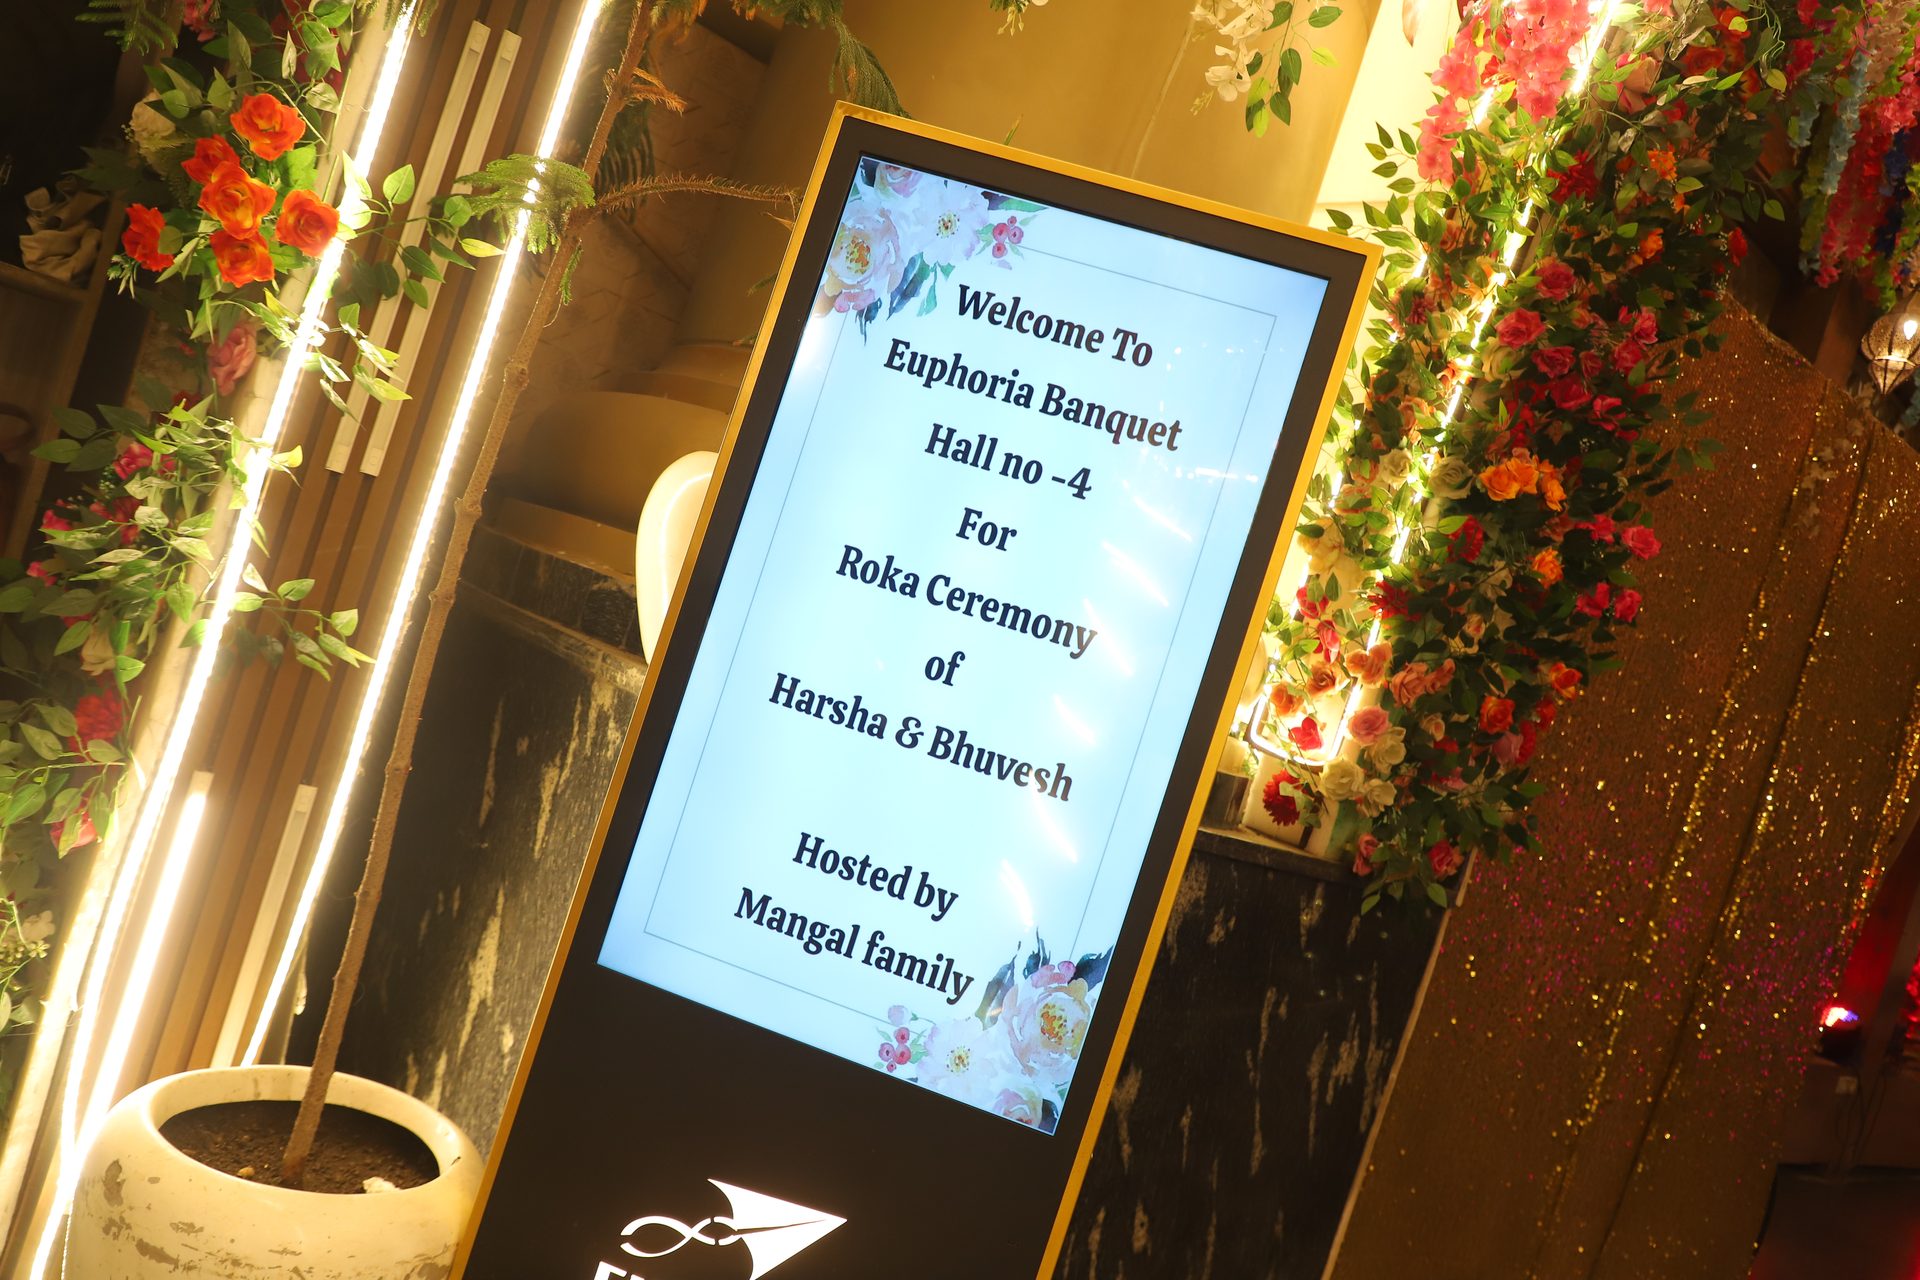 Welcome To
Euphoria Banquet
Hall no -4
For
Roka Ceremony
of
Harsha & Bhuvesh
Hosted by
Mangal family